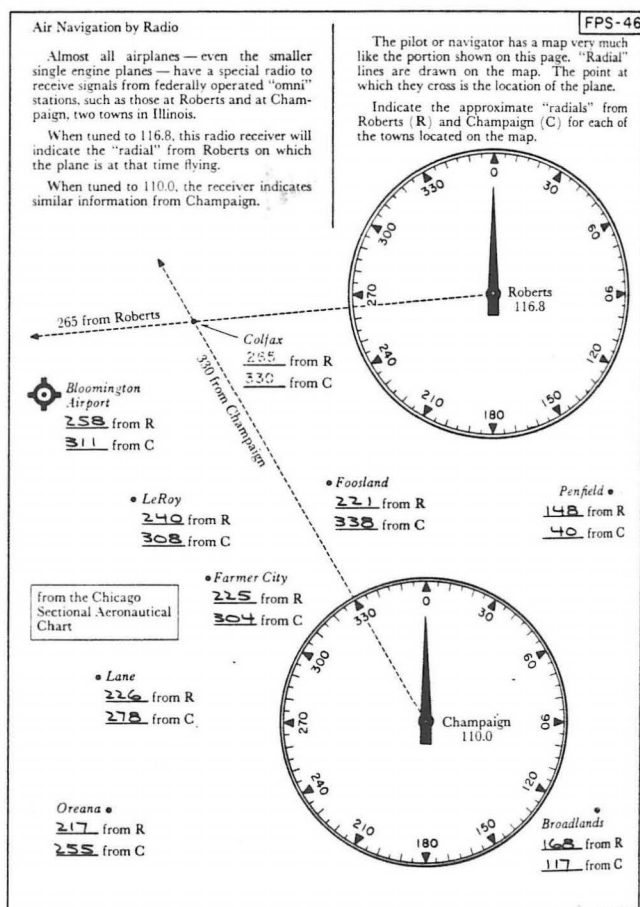 FPS-46
Air Navigation by Radio
Almost all airplanes — even the smaller
single engine planes — have a special radio to
receive signals from federally operated "omni"
stations, such as those at Roberts and at Cham-
paign, two towns in Illinois.
When tuned to 116.8, this radio receiver will
indicate the "radial" from Roberts on which
the plane is at that time flying.
When tuned to 110.0, the receiver indicates
similar information from Champaign.
The pilot or navigator has a map very much
like the portion shown on this page. "Radial"
lines are drawn on the map. The point at
which they cross is the location of the plane.
Indicate the approximate "radials" from
Roberts (R) and Champaign (C) for each of
the towns located on the map.
0
30
60
90
120
150
180
210
240
270
300
330
Roberts
116.8
265 from Roberts
330 from Champaign
Colfax
265 from R
330 from C
Bloomington
Airport
258 from R
311 from C
LeRoy
240 from R
308 from C
Foosland
221 from R
338 from C
Penfield
148 from R
40 from C
Farmer City
225 from R
304 from C
from the Chicago
Sectional Aeronautical
Chart
0
30
60
90
120
150
180
210
240
270
300
330
Champaign
110.0
Lane
226 from R
278 from C
Oreana
217 from R
255 from C
Broadlands
168 from R
117 from C